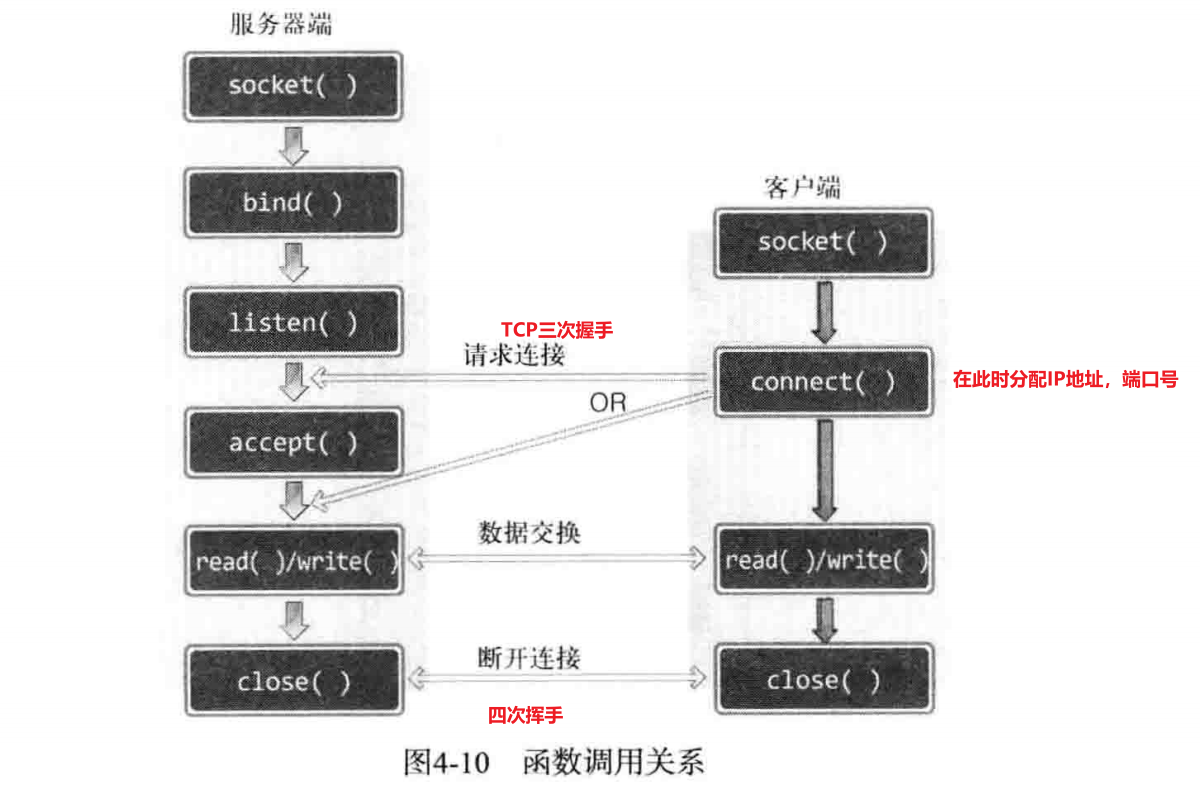 服务器端
socket( )
bind( )
listen( )
accept( )
read( )/write( )
close( )
客户端
socket( )
connect( )
read( )/write( )
close( )
TCP三次握手
请求连接
OR
在此时分配IP地址，端口号
数据交换
断开连接
四次挥手
图4-10 函数调用关系